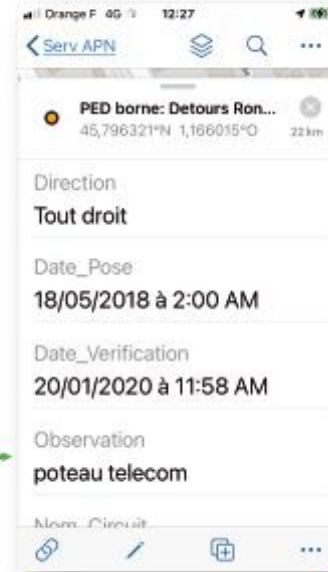 Orange F 4G 12:27
Serv APN
PED borne: Detours Ron...
45,796321°N 1,166015°O 22 km
Direction
Tout droit
Date_Pose
18/05/2018 à 2:00 AM
Date_Verification
20/01/2020 à 11:58 AM
Observation
poteau telecom
Nom_Circuit